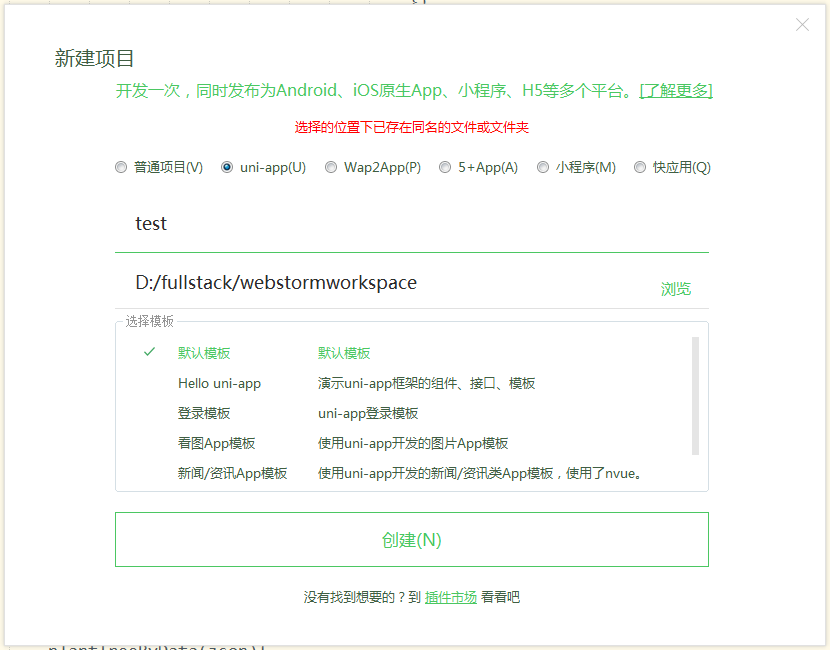 新建项目
开发一次，同时发布为Android、iOS原生App、小程序、H5等多个平台。[了解更多]
选择的位置下已存在同名的文件或文件夹
普通项目(V) uni-app(U) Wap2App(P) 5+App(A) 小程序(M) 快应用(Q)
test
D:/fullstack/webstormworkspace 浏览
选择模板
默认模板 默认模板
Hello uni-app 演示uni-app框架的组件、接口、模板
登录模板 uni-app登录模板
看图App模板 使用uni-app开发的图片App模板
新闻/资讯App模板 使用uni-app开发的新闻/资讯类App模板，使用了nvue。
创建(N)
没有找到想要的？到 插件市场 看看吧